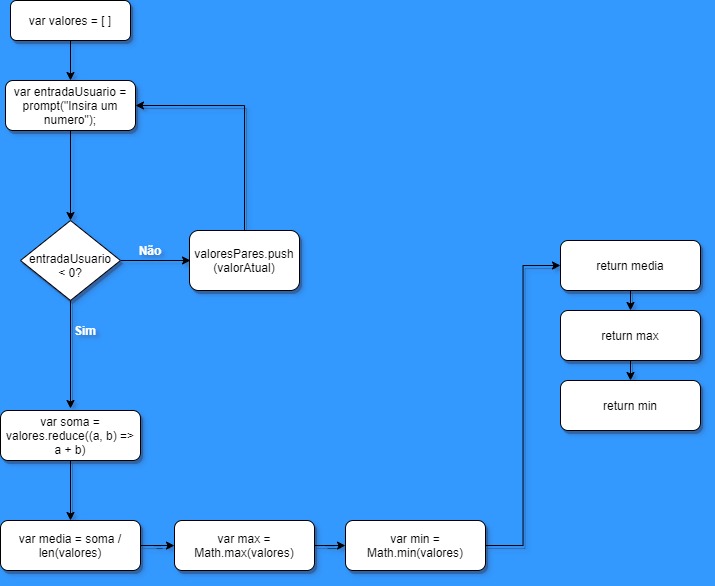 var valores = [ ]
var entradaUsuario =
prompt("Insira um
numero");
entradaUsuario
< 0?
Não
valoresPares.push
(valorAtual)
Sim
var soma =
valores.reduce((a, b) =>
a + b)
var media = soma /
len(valores)
var max =
Math.max(valores)
var min =
Math.min(valores)
return media
return max
return min